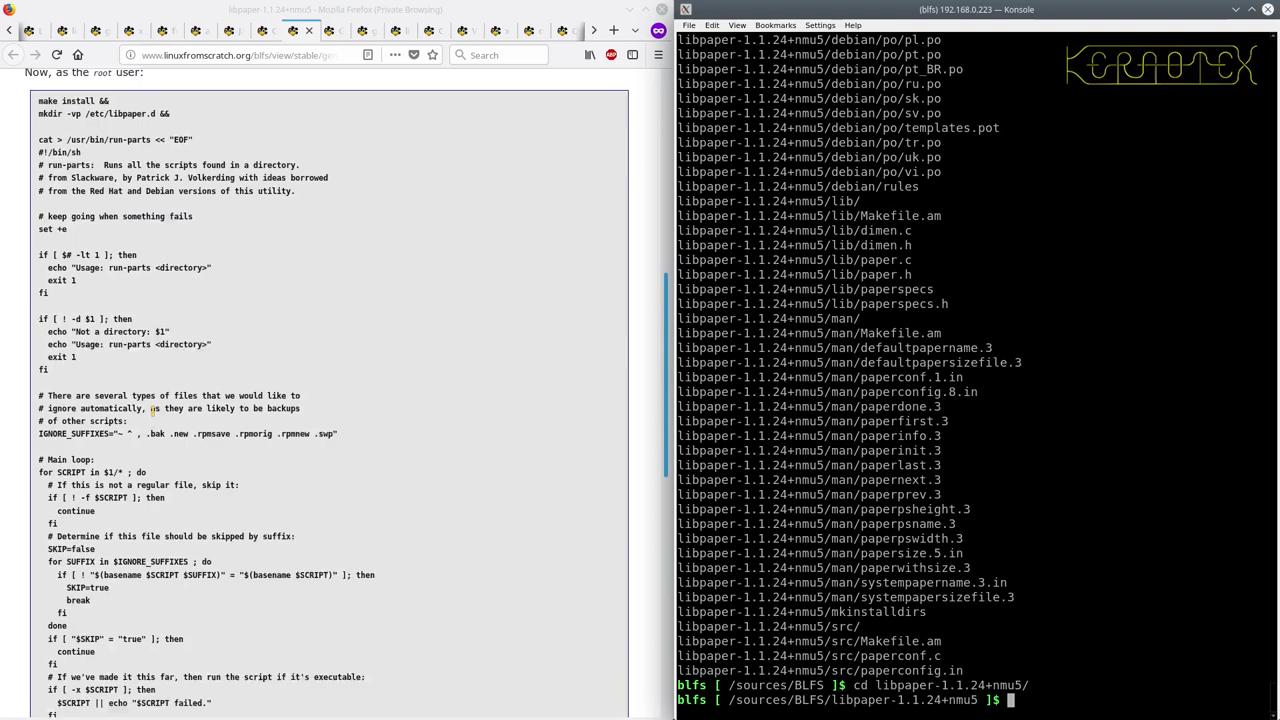 libpaper-1.1.24+nmu5 - Mozilla Firefox (Private Browsing)
www.linuxfromscratch.org/blfs/view/stable/ge
Now, as the root user:
make install &&
mkdir -vp /etc/libpaper.d &&
cat > /usr/bin/run-parts << "EOF"
#!/bin/sh
# run-parts:  Runs all the scripts found in a directory.
# from Slackware, by Patrick J. Volkerding with ideas borrowed
# from the Red Hat and Debian versions of this utility.
# keep going when something fails
set +e
if [ $# -lt 1 ]; then
  echo "Usage: run-parts <directory>"
  exit 1
fi
if [ ! -d $1 ]; then
  echo "Not a directory: $1"
  echo "Usage: run-parts <directory>"
  exit 1
fi
# There are several types of files that we would like to
# ignore automatically, as they are likely to be backups
# of other scripts:
IGNORE_SUFFIXES="~ ^ , .bak .new .rpmsave .rpmorig .rpmnew .swp"
# Main loop:
for SCRIPT in $1/* ; do
  # If this is not a regular file, skip it:
  if [ ! -f $SCRIPT ]; then
    continue
  fi
  # Determine if this file should be skipped by suffix:
  SKIP=false
  for SUFFIX in $IGNORE_SUFFIXES ; do
    if [ ! "$(basename $SCRIPT $SUFFIX)" = "$(basename $SCRIPT)" ]; then
      SKIP=true
      break
    fi
  done
  if [ "$SKIP" = "true" ]; then
    continue
  fi
  # If we've made it this far, then run the script if it's executable:
  if [ -x $SCRIPT ]; then
    $SCRIPT || echo "$SCRIPT failed."
  fi
(blfs) 192.168.0.223 — Konsole
File Edit View Bookmarks Settings Help
KERNOTEX
libpaper-1.1.24+nmu5/debian/po/pl.po
libpaper-1.1.24+nmu5/debian/po/pt.po
libpaper-1.1.24+nmu5/debian/po/pt_BR.po
libpaper-1.1.24+nmu5/debian/po/ru.po
libpaper-1.1.24+nmu5/debian/po/sk.po
libpaper-1.1.24+nmu5/debian/po/sv.po
libpaper-1.1.24+nmu5/debian/po/templates.pot
libpaper-1.1.24+nmu5/debian/po/tr.po
libpaper-1.1.24+nmu5/debian/po/uk.po
libpaper-1.1.24+nmu5/debian/po/vi.po
libpaper-1.1.24+nmu5/debian/rules
libpaper-1.1.24+nmu5/lib/
libpaper-1.1.24+nmu5/lib/Makefile.am
libpaper-1.1.24+nmu5/lib/dimen.c
libpaper-1.1.24+nmu5/lib/dimen.h
libpaper-1.1.24+nmu5/lib/paper.c
libpaper-1.1.24+nmu5/lib/paper.h
libpaper-1.1.24+nmu5/lib/paperspecs
libpaper-1.1.24+nmu5/lib/paperspecs.h
libpaper-1.1.24+nmu5/man/
libpaper-1.1.24+nmu5/man/Makefile.am
libpaper-1.1.24+nmu5/man/defaultpapername.3
libpaper-1.1.24+nmu5/man/defaultpapersizefile.3
libpaper-1.1.24+nmu5/man/paperconf.1.in
libpaper-1.1.24+nmu5/man/paperconfig.8.in
libpaper-1.1.24+nmu5/man/paperdone.3
libpaper-1.1.24+nmu5/man/paperfirst.3
libpaper-1.1.24+nmu5/man/paperinfo.3
libpaper-1.1.24+nmu5/man/paperinit.3
libpaper-1.1.24+nmu5/man/paperlast.3
libpaper-1.1.24+nmu5/man/papernext.3
libpaper-1.1.24+nmu5/man/paperprev.3
libpaper-1.1.24+nmu5/man/paperpsheight.3
libpaper-1.1.24+nmu5/man/paperpsname.3
libpaper-1.1.24+nmu5/man/paperpswidth.3
libpaper-1.1.24+nmu5/man/papersize.5.in
libpaper-1.1.24+nmu5/man/paperwithsize.3
libpaper-1.1.24+nmu5/man/systempapername.3.in
libpaper-1.1.24+nmu5/man/systempapersizefile.3
libpaper-1.1.24+nmu5/mkinstalldirs
libpaper-1.1.24+nmu5/src/
libpaper-1.1.24+nmu5/src/Makefile.am
libpaper-1.1.24+nmu5/src/paperconf.c
libpaper-1.1.24+nmu5/src/paperconfig.in
blfs [ /sources/BLFS ]$ cd libpaper-1.1.24+nmu5/
blfs [ /sources/BLFS/libpaper-1.1.24+nmu5 ]$